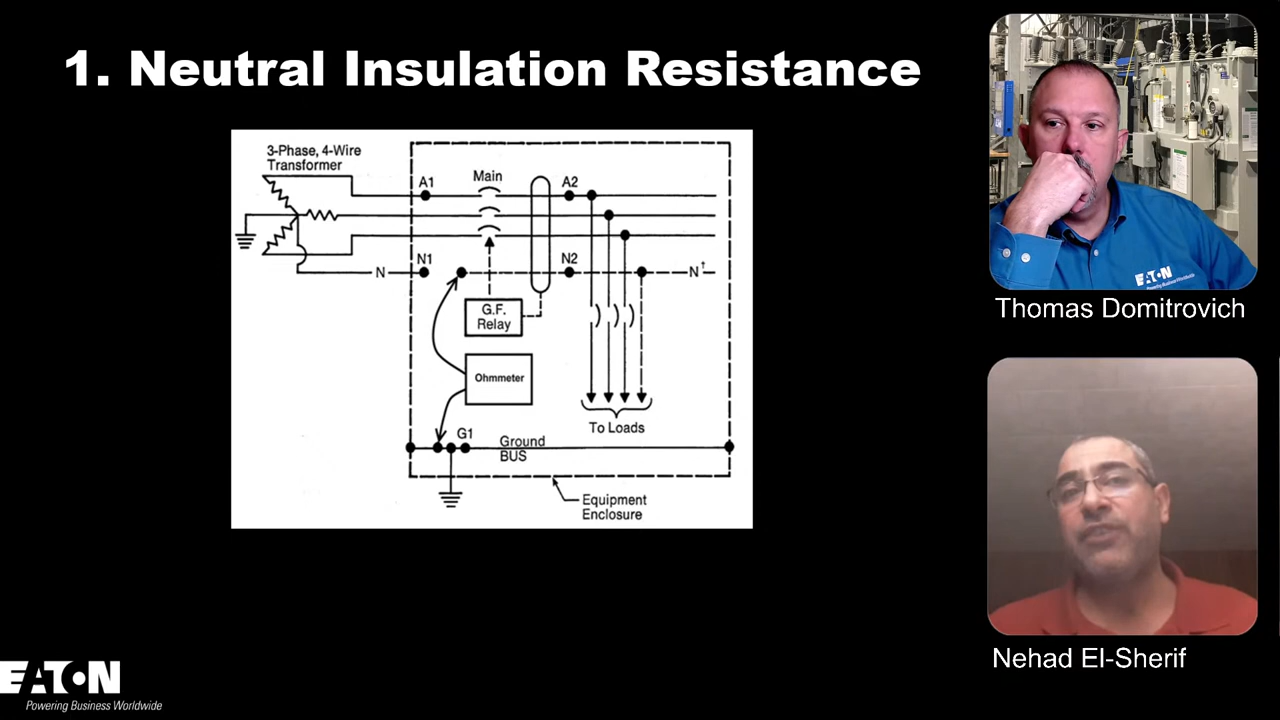 1. Neutral Insulation Resistance
3-Phase, 4-Wire
Transformer
A1
Main
A2
N1
N2
N
N†
G.F.
Relay
Ohmmeter
To Loads
G1
Ground
BUS
Equipment
Enclosure
EATON
Thomas Domitrovich
Nehad El-Sherif
EATON
Powering Business Worldwide